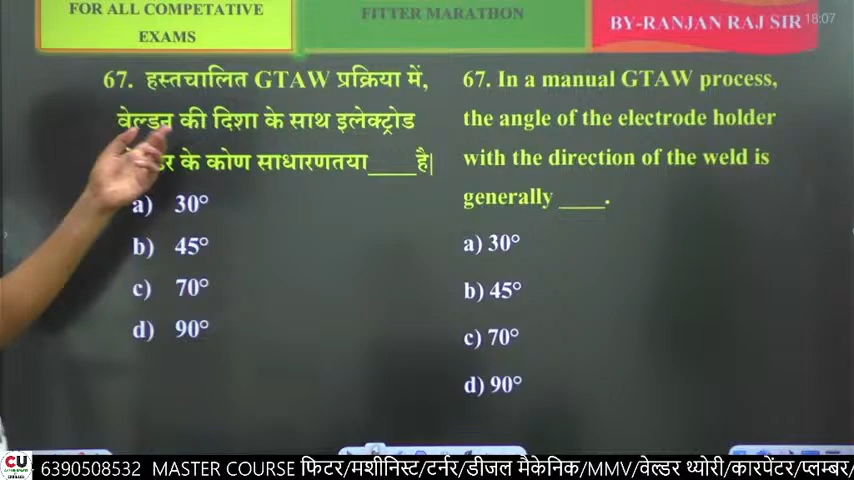 FOR ALL COMPETATIVE
EXAMS
FITTER MARATHON
BY-RANJAN RAJ SIR
18:07
67. हस्तचालित GTAW प्रक्रिया में,
वेल्डन की दिशा के साथ इलेक्ट्रोड
के कोण साधारणतया____है|
a) 30°
b) 45°
c) 70°
d) 90°
67. In a manual GTAW process,
the angle of the electrode holder
with the direction of the weld is
generally ____.
a) 30°
b) 45°
c) 70°
d) 90°
CU
6390508532 MASTER COURSE फिटर/मशीनिस्ट/टर्नर/डीजल मैकेनिक/MMV/वेल्डर थ्योरी/कारपेंटर/प्लम्बर/